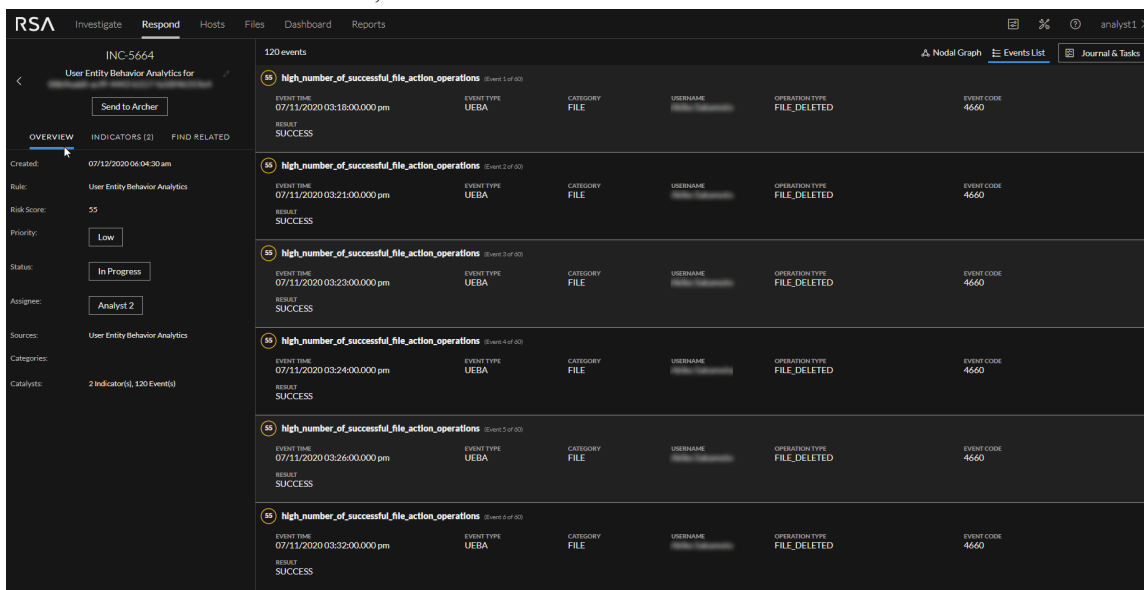 RSA Investigate Respond Hosts Files Dashboard Reports analyst1
INC-5664
User Entity Behavior Analytics for
Send to Archer
OVERVIEW INDICATORS (2) FIND RELATED
Created: 07/12/2020 06:04:30 am
Rule: User Entity Behavior Analytics
Risk Score: 55
Priority: Low
Status: In Progress
Assignee: Analyst 2
Sources: User Entity Behavior Analytics
Categories:
Catalysts: 2 Indicator(s), 120 Event(s)
120 events Nodal Graph Events List Journal & Tasks
55 high_number_of_successful_file_action_operations (Event 1 of 60)
EVENT TIME EVENT TYPE CATEGORY USERNAME OPERATION TYPE EVENT CODE
07/11/2020 03:18:00.000 pm UEBA FILE FILE_DELETED 4660
RESULT
SUCCESS
55 high_number_of_successful_file_action_operations (Event 2 of 60)
EVENT TIME EVENT TYPE CATEGORY USERNAME OPERATION TYPE EVENT CODE
07/11/2020 03:21:00.000 pm UEBA FILE FILE_DELETED 4660
RESULT
SUCCESS
55 high_number_of_successful_file_action_operations (Event 3 of 60)
EVENT TIME EVENT TYPE CATEGORY USERNAME OPERATION TYPE EVENT CODE
07/11/2020 03:23:00.000 pm UEBA FILE FILE_DELETED 4660
RESULT
SUCCESS
55 high_number_of_successful_file_action_operations (Event 4 of 60)
EVENT TIME EVENT TYPE CATEGORY USERNAME OPERATION TYPE EVENT CODE
07/11/2020 03:24:00.000 pm UEBA FILE FILE_DELETED 4660
RESULT
SUCCESS
55 high_number_of_successful_file_action_operations (Event 5 of 60)
EVENT TIME EVENT TYPE CATEGORY USERNAME OPERATION TYPE EVENT CODE
07/11/2020 03:26:00.000 pm UEBA FILE FILE_DELETED 4660
RESULT
SUCCESS
55 high_number_of_successful_file_action_operations (Event 6 of 60)
EVENT TIME EVENT TYPE CATEGORY USERNAME OPERATION TYPE EVENT CODE
07/11/2020 03:32:00.000 pm UEBA FILE FILE_DELETED 4660
RESULT
SUCCESS